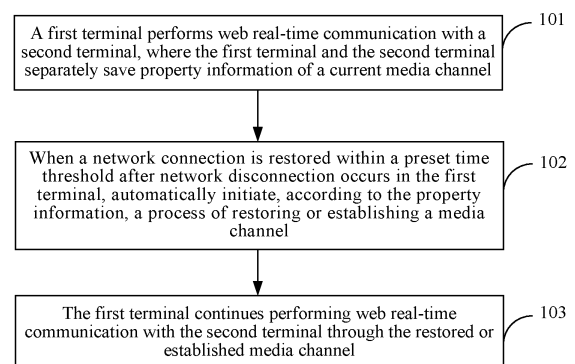 A first terminal performs web real-time communication with a
second terminal, where the first terminal and the second terminal
separately save property information of a current media channel
101
When a network connection is restored within a preset time
threshold after network disconnection occurs in the first
terminal, automatically initiate, according to the property
information, a process of restoring or establishing a media
channel
102
The first terminal continues performing web real-time
communication with the second terminal through the restored or
established media channel
103